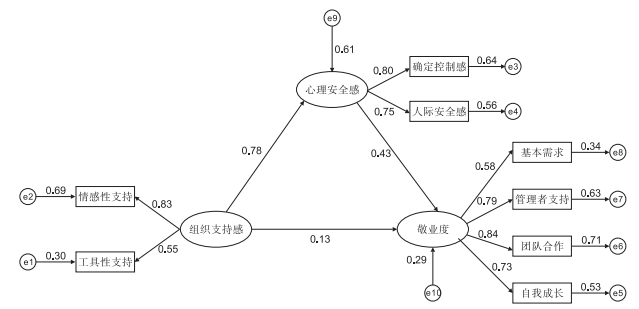 e9
0.61
心理安全感
0.80
确定控制感
0.64
e3
0.75
人际安全感
0.56
e4
0.78
0.43
基本需求
0.34
e8
0.58
e2
0.69
情感性支持
0.83
组织支持感
0.13
敬业度
0.79
管理者支持
0.63
e7
0.55
0.84
团队合作
0.71
e6
e1
0.30
工具性支持
0.29
e10
0.73
自我成长
0.53
e5